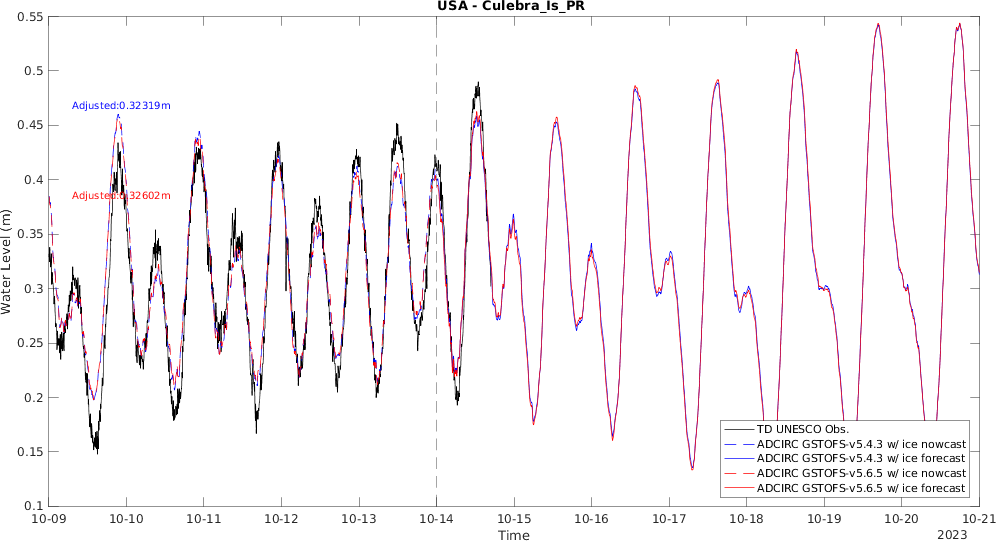 USA - Culebra_Is_PR
0.55
0.5
0.45
0.4
0.35
0.3
0.25
0.2
0.15
0.1
Water Level (m)
Adjusted:0.32319m
Adjusted:0.32602m
TD UNESCO Obs.
ADCIRC GSTOFS-v5.4.3 w/ ice nowcast
ADCIRC GSTOFS-v5.4.3 w/ ice forecast
ADCIRC GSTOFS-v5.6.5 w/ ice nowcast
ADCIRC GSTOFS-v5.6.5 w/ ice forecast
10-09 10-10 10-11 10-12 10-13 10-14 10-15 10-16 10-17 10-18 10-19 10-20 10-21
Time
2023